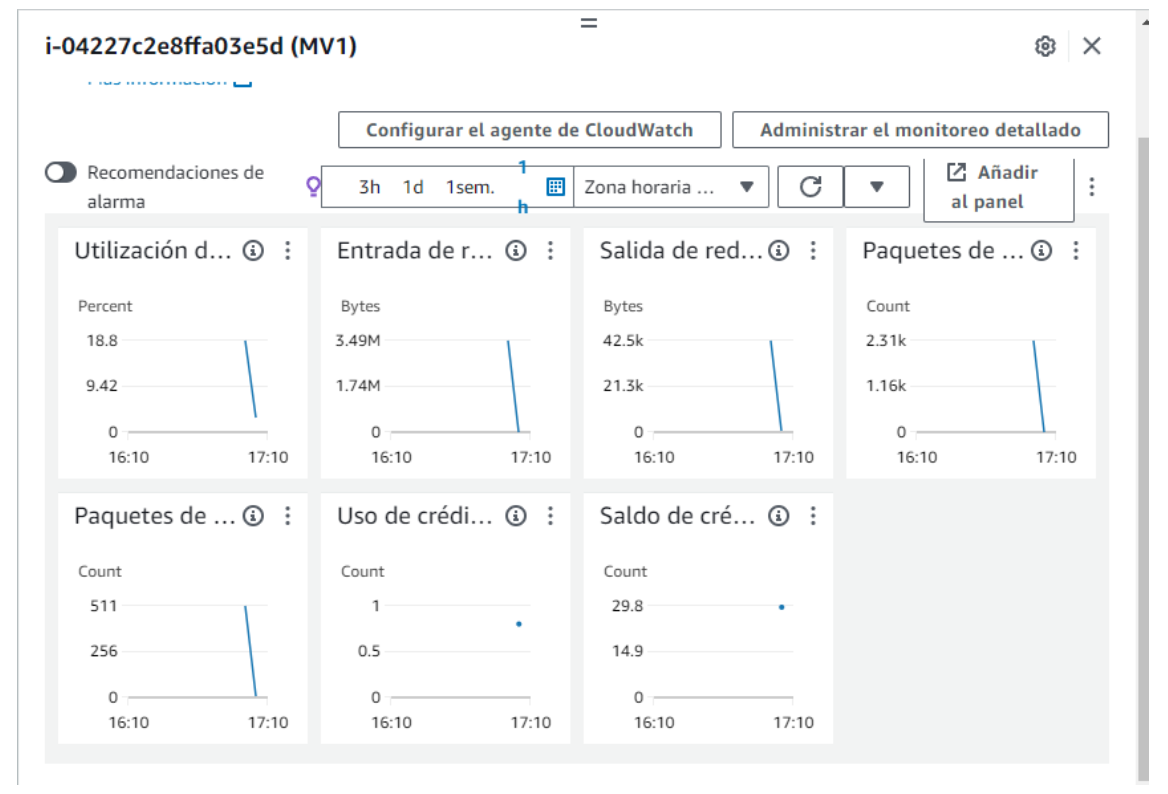 i-04227c2e8ffa03e5d (MV1)
Más información
Configurar el agente de CloudWatch
Administrar el monitoreo detallado
Recomendaciones de
alarma
1
h
3h 1d 1sem.
Zona horaria ...
Añadir
al panel
Utilización d...
Percent
18.8
9.42
0
16:10 17:10
Entrada de r...
Bytes
3.49M
1.74M
0
16:10 17:10
Salida de red...
Bytes
42.5k
21.3k
0
16:10 17:10
Paquetes de ...
Count
2.31k
1.16k
0
16:10 17:10
Paquetes de ...
Count
511
256
0
16:10 17:10
Uso de crédi...
Count
1
0.5
0
16:10 17:10
Saldo de cré...
Count
29.8
14.9
0
16:10 17:10